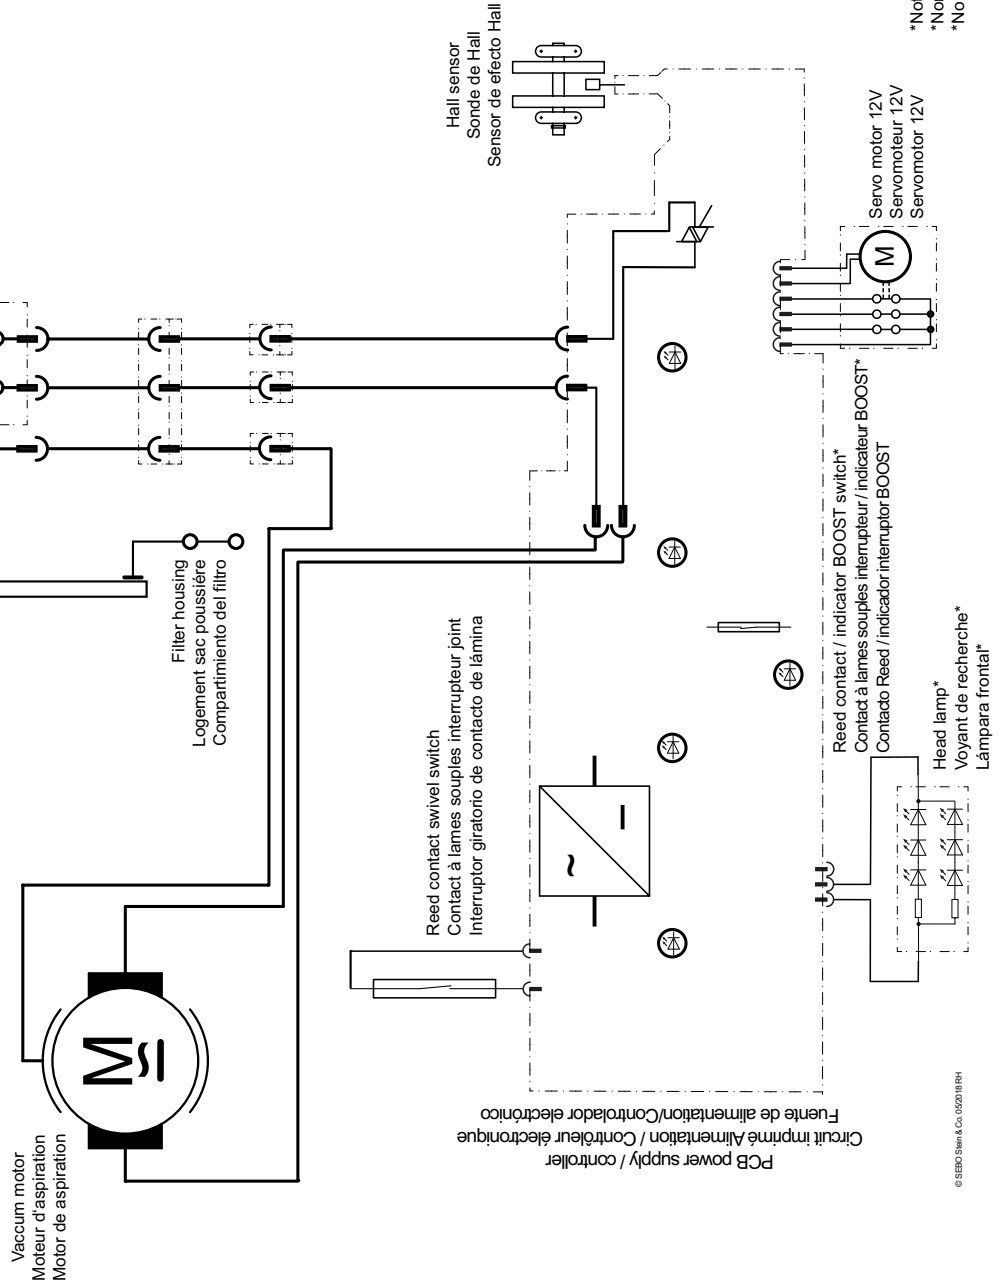 Hall sensor
Sonde de Hall
Sensor de efecto Hall
*No
Servo motor 12V
Servomoteur 12V
Servomotor 12V
M
Filter housing
Logement sac poussiére
Compartimiento del filtro
Reed contact swivel switch
Contact à lames souples interrupteur joint
Interruptor giratorio de contacto de lámina
Reed contact / indicator BOOST switch*
Contact à lames souples interrupteur / indicateur BOOST*
Contacto Reed / indicador interruptor BOOST
Head lamp*
Voyant de recherche*
Lámpara frontal*
~
Vaccum motor
Moteur d'aspiration
Motor de aspiration
M
PCB power supply / controller
Circuit imprimé Alimentation / Contrôleur électronique
Fuente de alimentation/Controlador electrónico
© SEBO Stein & Co. 05/2018 RH